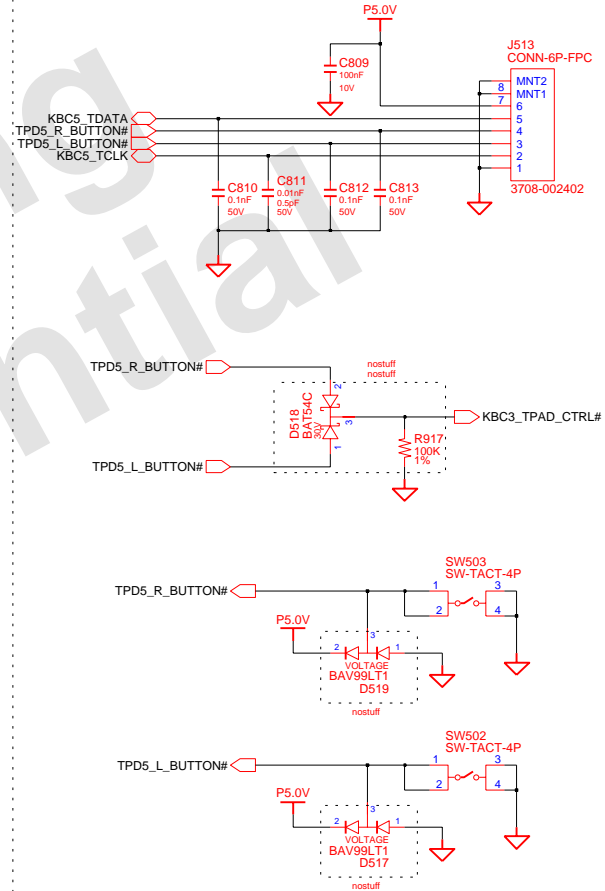 P5.0V
J513
CONN-6P-FPC
C809
100nF
10V
MNT2
8 MNT1
7
6
5
4
3
2
1
3708-002402
KBC5_TDATA
TPD5_R_BUTTON#
TPD5_L_BUTTON#
KBC5_TCLK
C810
0.1nF
50V
C811
0.01nF
0.5pF
50V
C812
0.1nF
50V
C813
0.1nF
50V
ng
ntial
TPD5_R_BUTTON#
nostuff
nostuff
2
D518
BAT54C
30V
3
1
KBC3_TPAD_CTRL#
R917
100K
1%
TPD5_L_BUTTON#
SW503
SW-TACT-4P
TPD5_R_BUTTON#
1 3
2 4
P5.0V
3
2 1
VOLTAGE
BAV99LT1
D519
nostuff
SW502
SW-TACT-4P
TPD5_L_BUTTON#
1 3
2 4
P5.0V
3
2 1
VOLTAGE
BAV99LT1
D517
nostuff